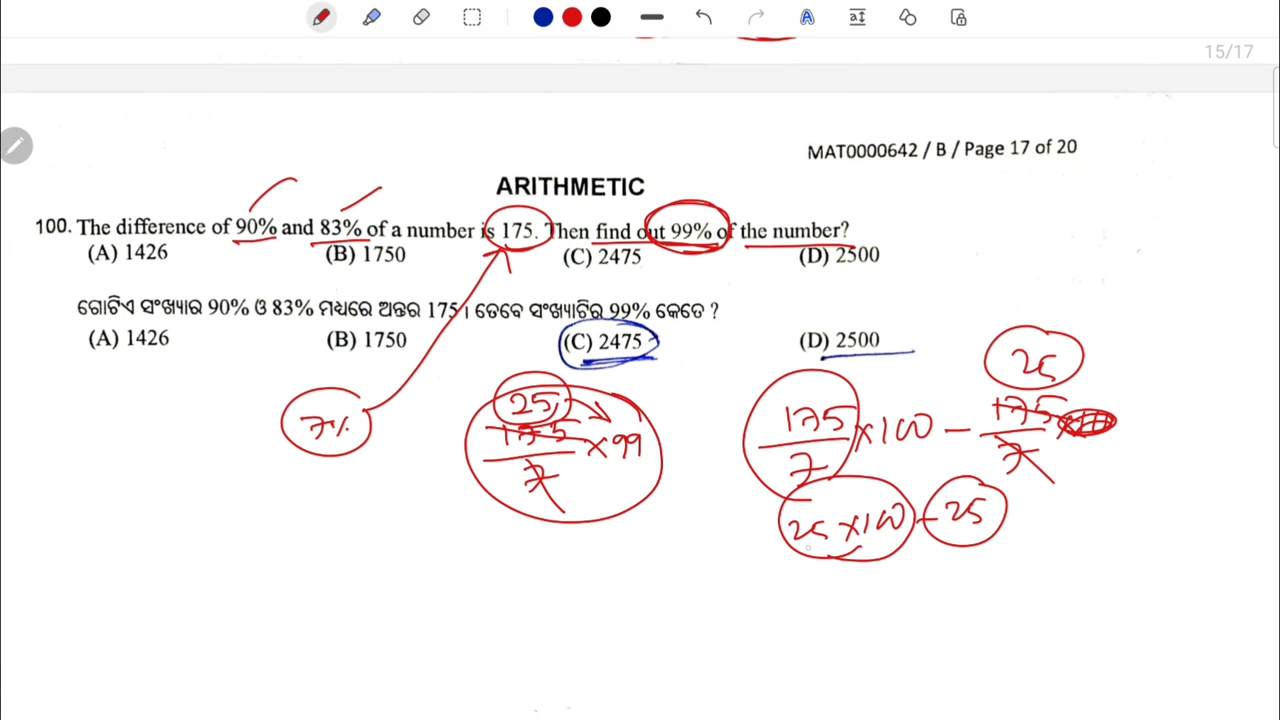 15/17
MAT0000642 / B / Page 17 of 20
ARITHMETIC
100. The difference of 90% and 83% of a number is 175. Then find out 99% of the number?
(A) 1426 (B) 1750 (C) 2475 (D) 2500
ଗୋଟିଏ ସଂଖ୍ୟାର 90% ଓ 83% ମଧ୍ୟରେ ଅନ୍ତର 175 । ତେବେ ସଂଖ୍ୟାଟିର 99% କେତେ ?
(A) 1426 (B) 1750 (C) 2475 (D) 2500
25
7%
25
175/7 × 99
175/7 × 100 - 175/7
25 × 100 - 25